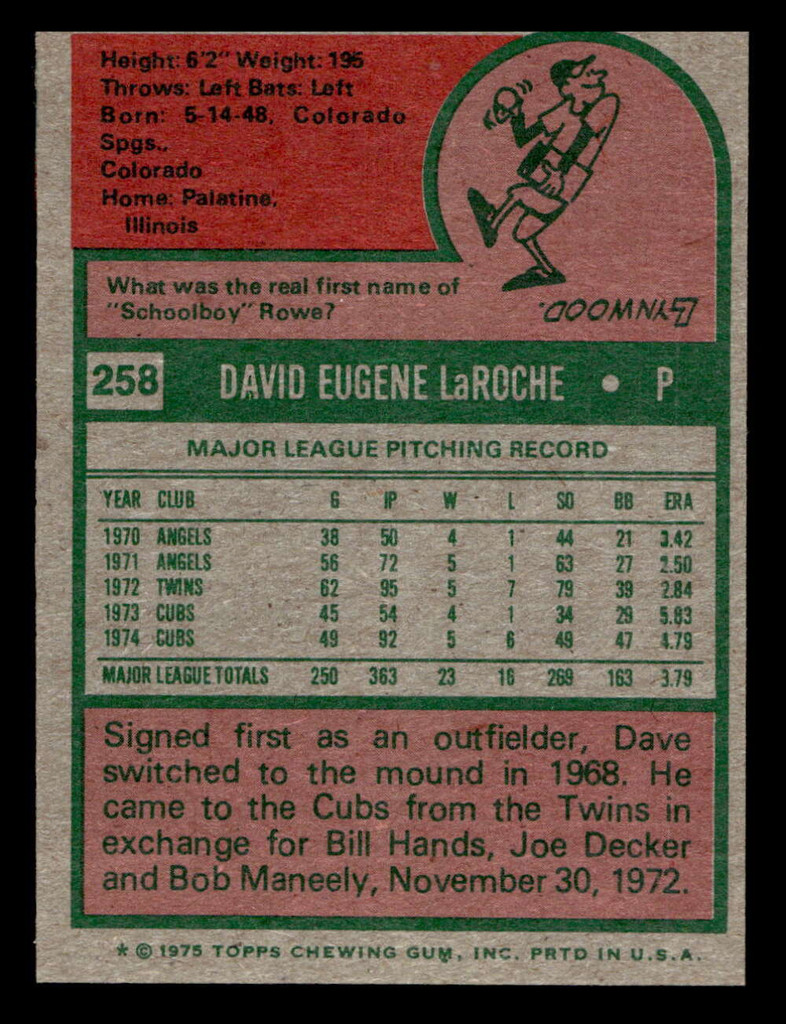 Height: 6'2" Weight: 195
Throws: Left Bats: Left
Born: 5-14-48, Colorado
Spgs.,
Colorado
Home: Palatine,
Illinois
What was the real first name of
"Schoolboy" Rowe?
LYNWOOD.
258 DAVID EUGENE LaROCHE • P
MAJOR LEAGUE PITCHING RECORD
YEAR CLUB G IP W L SO BB ERA
1970 ANGELS 38 50 4 1 44 21 3.42
1971 ANGELS 56 72 5 1 63 27 2.50
1972 TWINS 62 95 5 7 79 39 2.84
1973 CUBS 45 54 4 1 34 29 5.83
1974 CUBS 49 92 5 6 49 47 4.79
MAJOR LEAGUE TOTALS 250 363 23 16 269 163 3.79
Signed first as an outfielder, Dave
switched to the mound in 1968. He
came to the Cubs from the Twins in
exchange for Bill Hands, Joe Decker
and Bob Maneely, November 30, 1972.
* © 1975 TOPPS CHEWING GUM, INC. PRTD IN U.S.A.